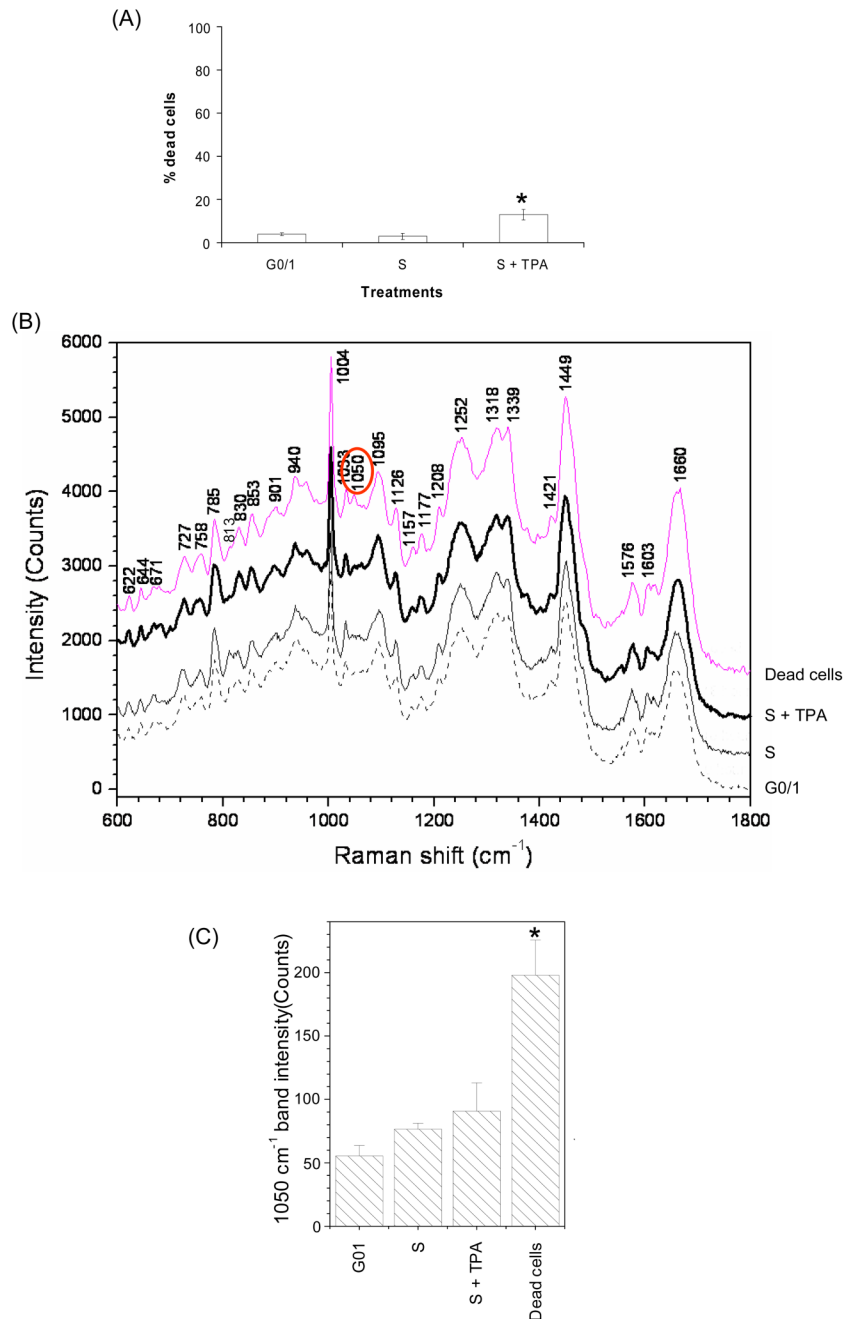 (A)
100
80
60
40
20
0
% dead cells
*
G0/1 S S + TPA
Treatments
(B)
6000
5000
4000
3000
2000
1000
0
Intensity (Counts)
622
644
671
727
758
785
813
830
853
901
940
1004
1033
1050
1095
1126
1157
1177
1208
1252
1318
1339
1421
1449
1576
1603
1660
Dead cells
S + TPA
S
G0/1
600 800 1000 1200 1400 1600 1800
Raman shift (cm-1)
(C)
1050 cm-1 band intensity(Counts)
200
150
100
50
0
*
G01
S
S + TPA
Dead cells